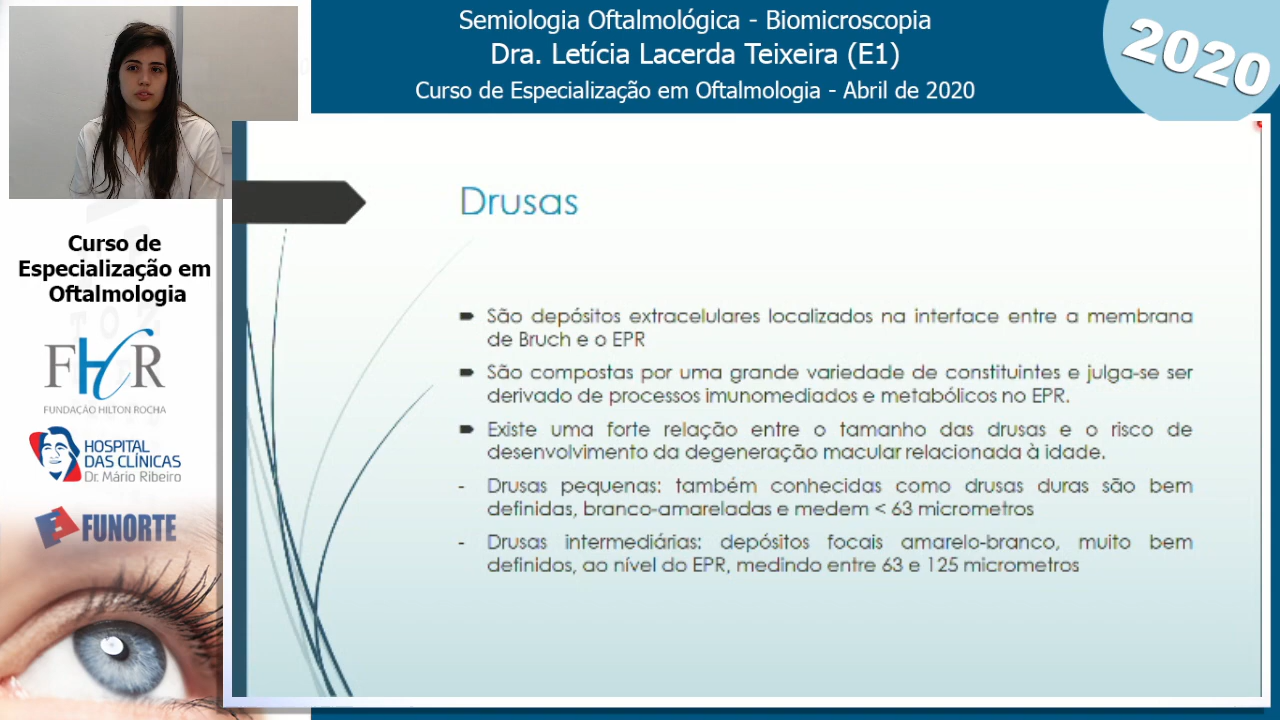 Semiologia Oftalmológica - Biomicroscopia
Dra. Letícia Lacerda Teixeira (E1)
Curso de Especialização em Oftalmologia - Abril de 2020
2020
Curso de
Especialização em
Oftalmologia
FHR
FUNDAÇÃO HILTON ROCHA
HOSPITAL
DAS CLÍNICAS
Dr. Mário Ribeiro
FUNORTE
Drusas
São depósitos extracelulares localizados na interface entre a membrana
de Bruch e o EPR
São compostas por uma grande variedade de constituintes e julga-se ser
derivado de processos imunomediados e metabólicos no EPR.
Existe uma forte relação entre o tamanho das drusas e o risco de
desenvolvimento da degeneração macular relacionada à idade.
- Drusas pequenas: também conhecidas como drusas duras são bem
definidas, branco-amareladas e medem < 63 micrometros
- Drusas intermediárias: depósitos focais amarelo-branco, muito bem
definidos, ao nível do EPR, medindo entre 63 e 125 micrometros